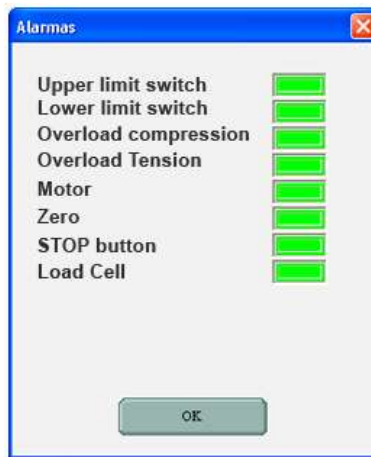 Alarmas
Upper limit switch
Lower limit switch
Overload compression
Overload Tension
Motor
Zero
STOP button
Load Cell
OK